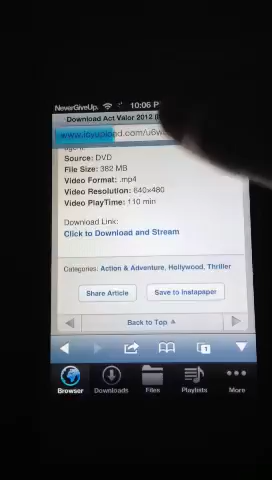 NeverGiveUp. 10:06 P
Download Act Valor 2012
www.isyupload.com/u6w
Source: DVD
File Size: 382 MB
Video Format: .mp4
Video Resolution: 640x480
Video PlayTime: 110 min
Download Link:
Click to Download and Stream
Categories: Action & Adventure, Hollywood, Thriller
Share Article Save to Instapaper
Back to Top
1
Browser Downloads Files Playlists More